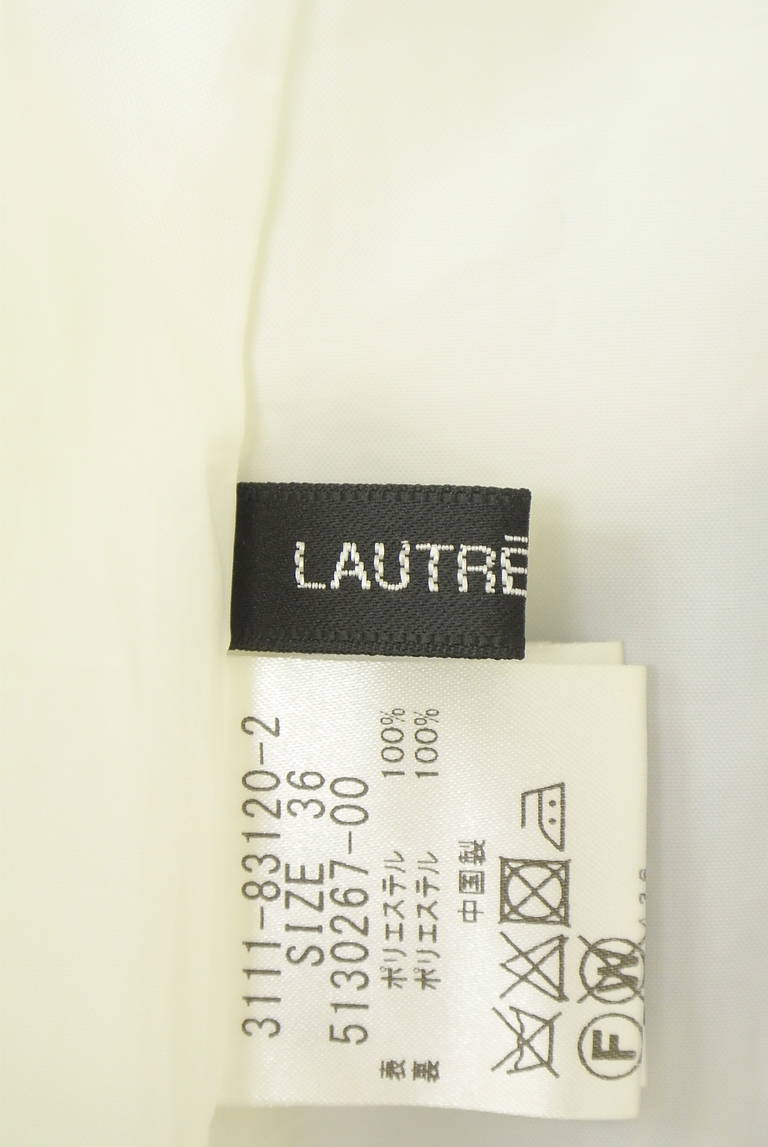 LAUTRĒ
3111-83120-2
SIZE 36
5130267-00
表 ポリエステル 100%
裏 ポリエステル 100%
中国製
F W